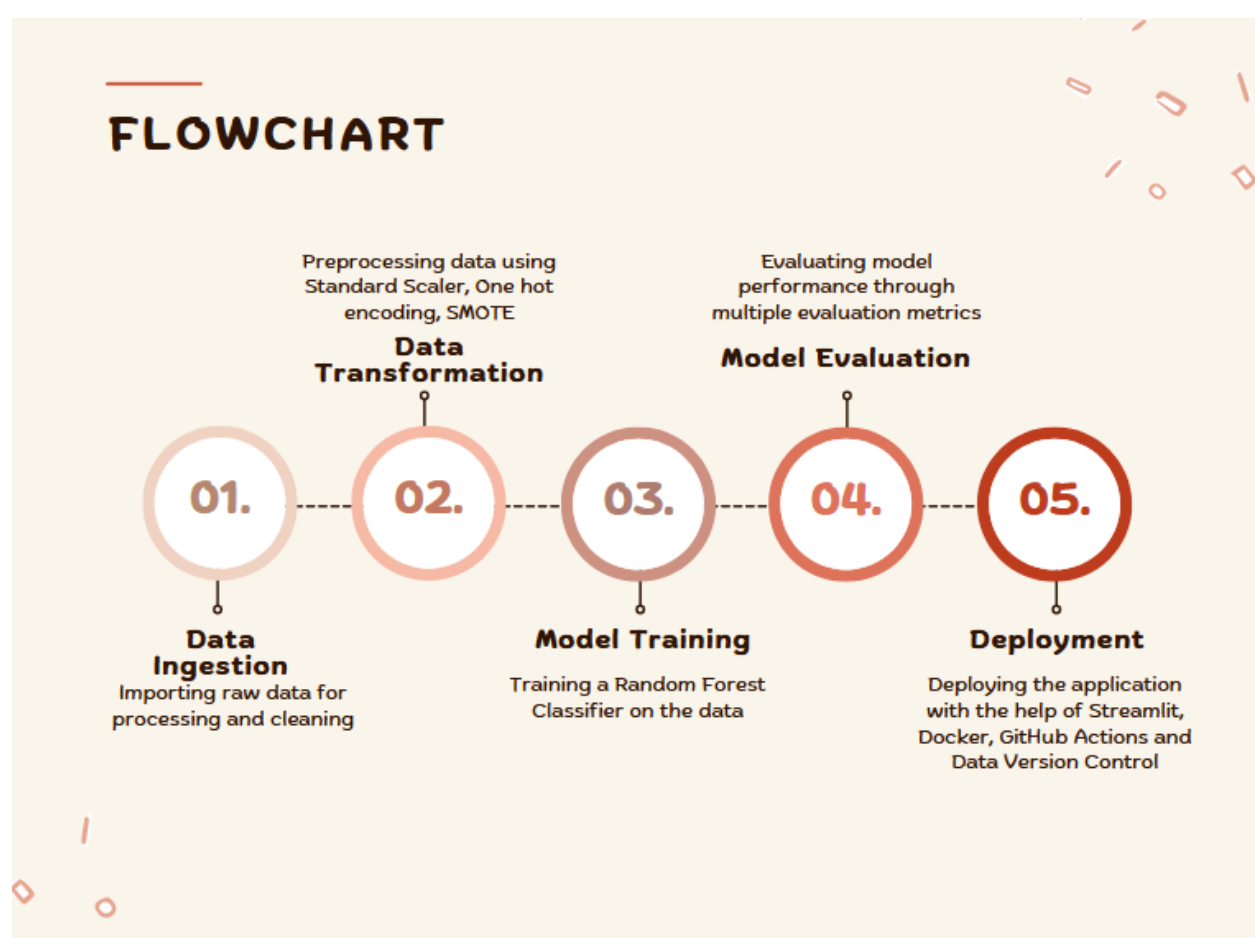 FLOWCHART
Preprocessing data using
Standard Scaler, One hot
encoding, SMOTE
Data
Transformation
Evaluating model
performance through
multiple evaluation metrics
Model Evaluation
01.
02.
03.
04.
05.
Data
Ingestion
Importing raw data for
processing and cleaning
Model Training
Training a Random Forest
Classifier on the data
Deployment
Deploying the application
with the help of Streamlit,
Docker, GitHub Actions and
Data Version Control